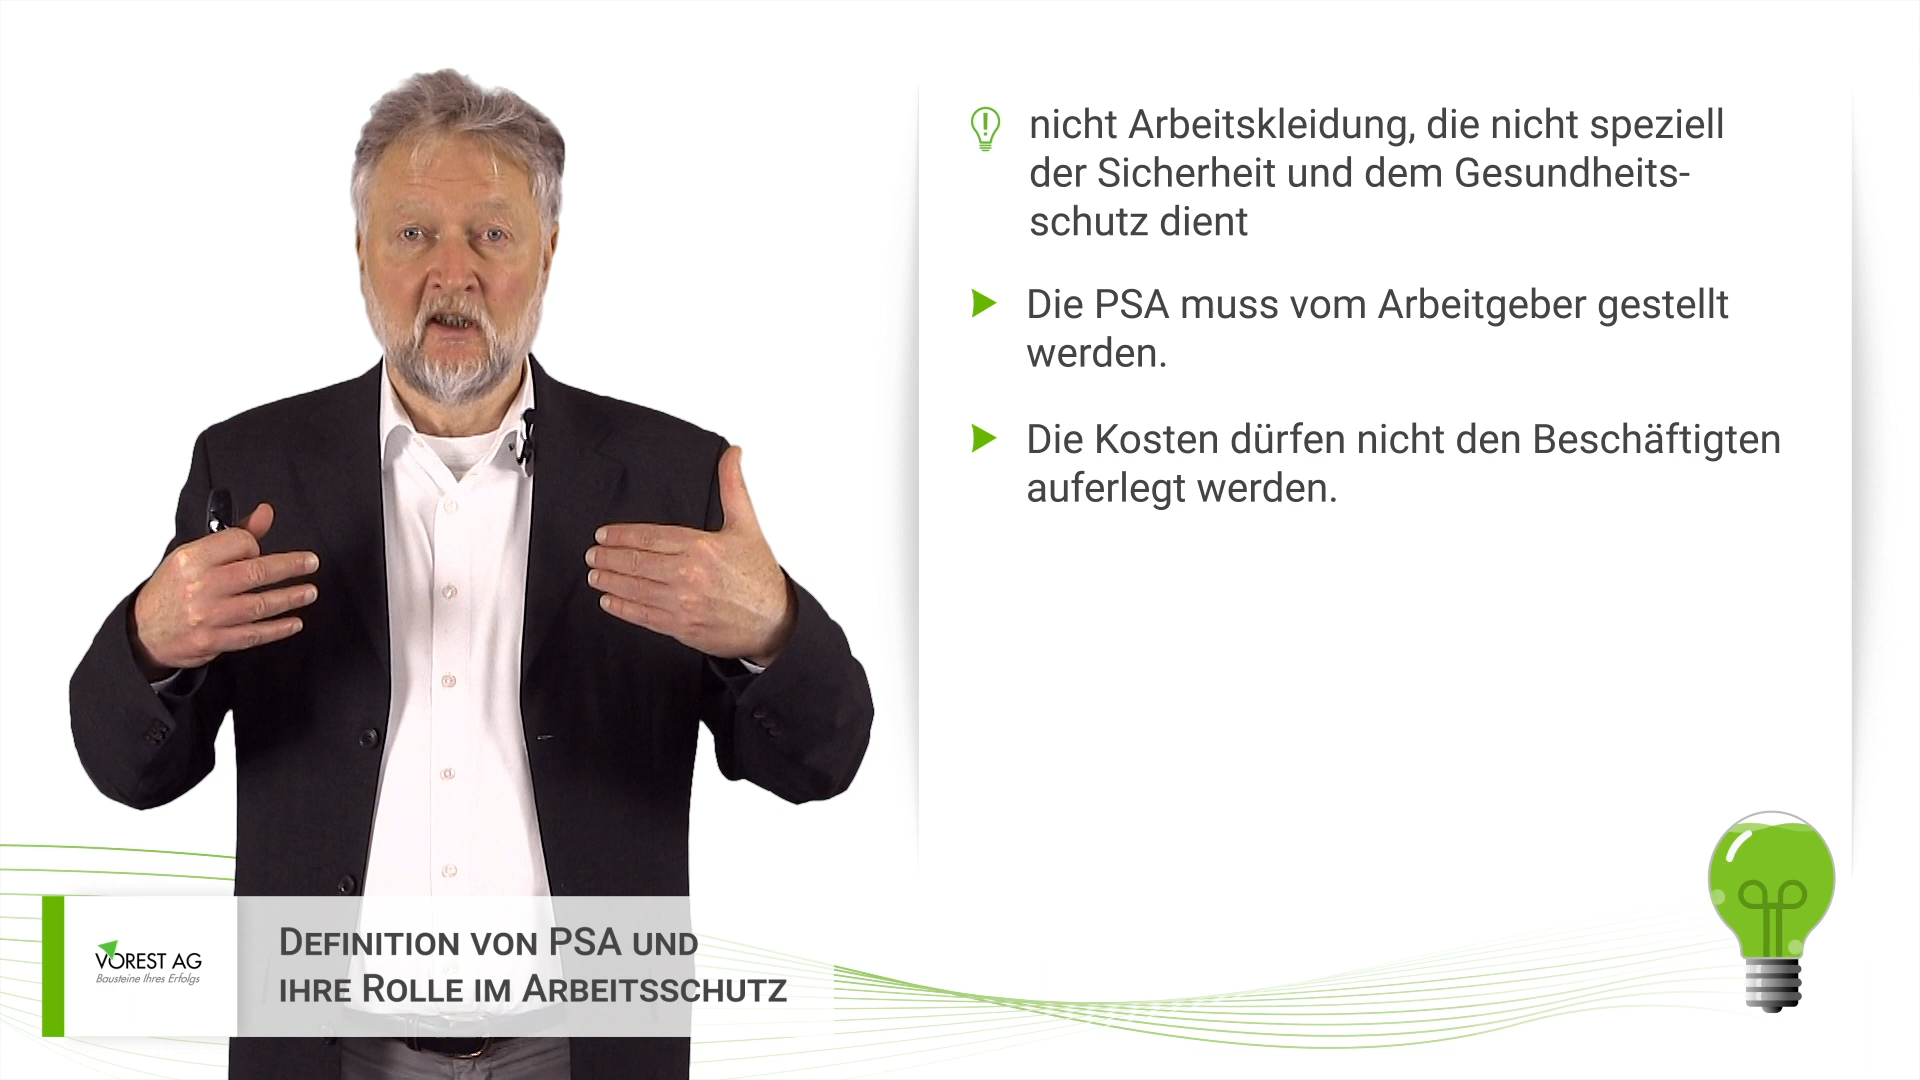 nicht Arbeitskleidung, die nicht speziell
der Sicherheit und dem Gesundheits-
schutz dient
Die PSA muss vom Arbeitgeber gestellt
werden.
Die Kosten dürfen nicht den Beschäftigten
auferlegt werden.
VOREST AG
Bausteine Ihres Erfolgs
DEFINITION VON PSA UND
IHRE ROLLE IM ARBEITSSCHUTZ